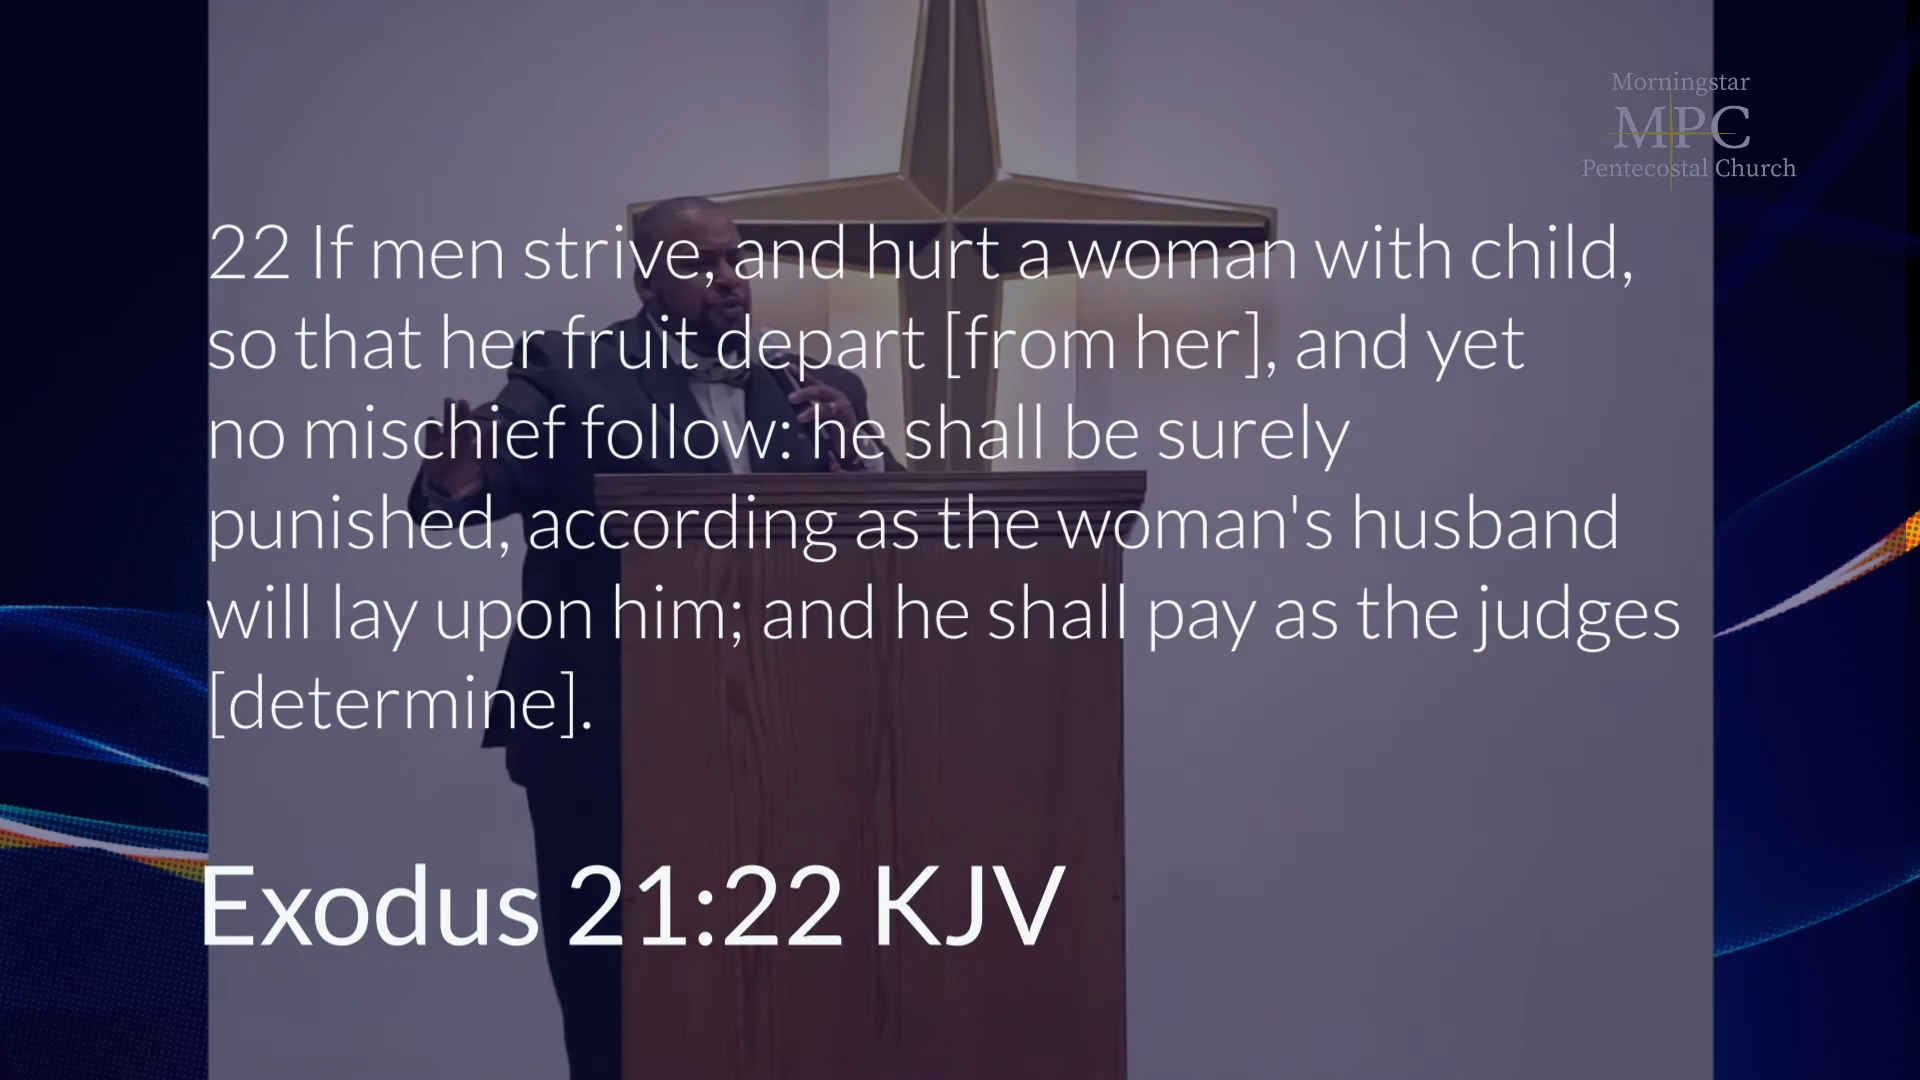 Morningstar
MPC
Pentecostal Church
22 If men strive, and hurt a woman with child,
so that her fruit depart [from her], and yet
no mischief follow: he shall be surely
punished, according as the woman's husband
will lay upon him; and he shall pay as the judges
[determine].
Exodus 21:22 KJV